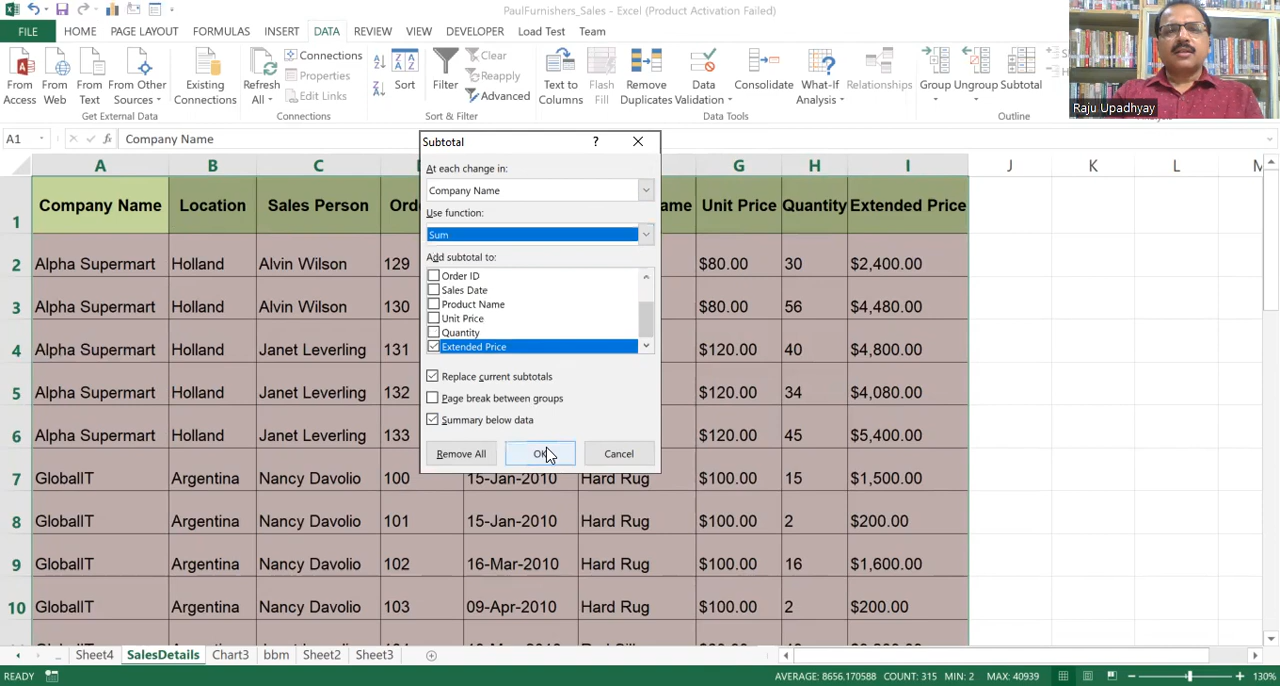 PaulFurnishers_Sales - Excel (Product Activation Failed)
FILE HOME PAGE LAYOUT FORMULAS INSERT DATA REVIEW VIEW DEVELOPER Load Test Team
From Access
From Web
From Text
From Other Sources
Existing Connections
Get External Data
Refresh All
Connections
Properties
Edit Links
Connections
Sort
Filter
Clear
Reapply
Advanced
Sort & Filter
Text to Columns
Flash Fill
Remove Duplicates
Data Validation
Consolidate
What-If Analysis
Relationships
Data Tools
Group
Ungroup
Subtotal
Outline
Raju Upadhyay
A1 fx Company Name
A B C G H I J K L M
1 Company Name Location Sales Person Unit Price Quantity Extended Price
2 Alpha Supermart Holland Alvin Wilson 129 $80.00 30 $2,400.00
3 Alpha Supermart Holland Alvin Wilson 130 $80.00 56 $4,480.00
4 Alpha Supermart Holland Janet Leverling 131 $120.00 40 $4,800.00
5 Alpha Supermart Holland Janet Leverling 132 $120.00 34 $4,080.00
6 Alpha Supermart Holland Janet Leverling 133 $120.00 45 $5,400.00
7 GlobalIT Argentina Nancy Davolio 100 15-Jan-2010 Hard Rug $100.00 15 $1,500.00
8 GlobalIT Argentina Nancy Davolio 101 15-Jan-2010 Hard Rug $100.00 2 $200.00
9 GlobalIT Argentina Nancy Davolio 102 16-Mar-2010 Hard Rug $100.00 16 $1,600.00
10 GlobalIT Argentina Nancy Davolio 103 09-Apr-2010 Hard Rug $100.00 2 $200.00
Subtotal ?
At each change in:
Company Name
Use function:
Sum
Add subtotal to:
Order ID
Sales Date
Product Name
Unit Price
Quantity
Extended Price
Replace current subtotals
Page break between groups
Summary below data
Remove All OK Cancel
Sheet4 SalesDetails Chart3 bbm Sheet2 Sheet3
READY AVERAGE: 8656.170588 COUNT: 315 MIN: 2 MAX: 40939 130%